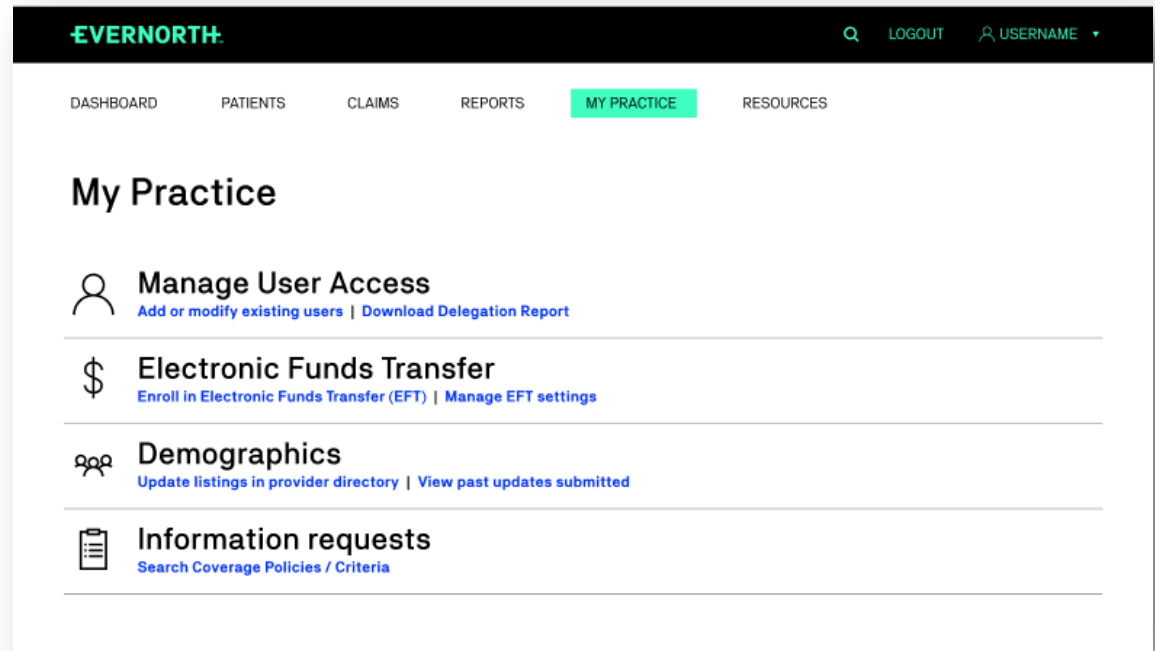 EVERNORTH
LOGOUT USERNAME
DASHBOARD PATIENTS CLAIMS REPORTS MY PRACTICE RESOURCES
My Practice
Manage User Access
Add or modify existing users | Download Delegation Report
Electronic Funds Transfer
Enroll in Electronic Funds Transfer (EFT) | Manage EFT settings
Demographics
Update listings in provider directory | View past updates submitted
Information requests
Search Coverage Policies / Criteria